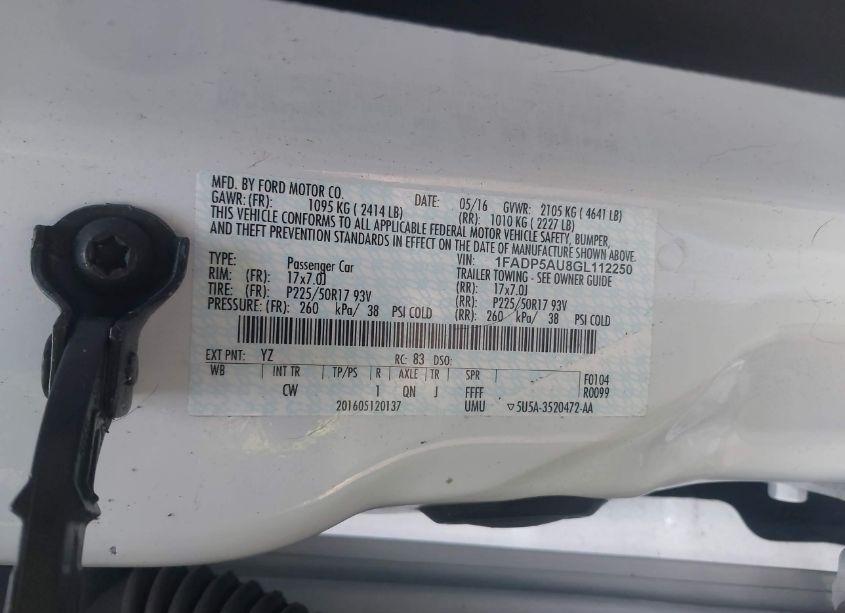 MFD. BY FORD MOTOR CO.
DATE: 05/16 GVWR: 2105 KG ( 4641 LB)
GAWR: (FR): 1095 KG ( 2414 LB) (RR): 1010 KG ( 2227 LB)
THIS VEHICLE CONFORMS TO ALL APPLICABLE FEDERAL MOTOR VEHICLE SAFETY, BUMPER,
AND THEFT PREVENTION STANDARDS IN EFFECT ON THE DATE OF MANUFACTURE SHOWN ABOVE.
VIN: 1FADP5AU8GL112250
TYPE: Passenger Car TRAILER TOWING - SEE OWNER GUIDE
RIM: (FR): 17x7.0J (RR): 17x7.0J
TIRE: (FR): P225/50R17 93V (RR): P225/50R17 93V
PRESSURE: (FR): 260 kPa/ 38 PSI COLD (RR): 260 kPa/ 38 PSI COLD
EXT PNT: YZ RC: 83 DSO:
WB INT TR TP/PS R AXLE TR SPR F0104
CW 1 QN J FFFF R0099
201605120137 UMU ▽5U5A-3520472-AA